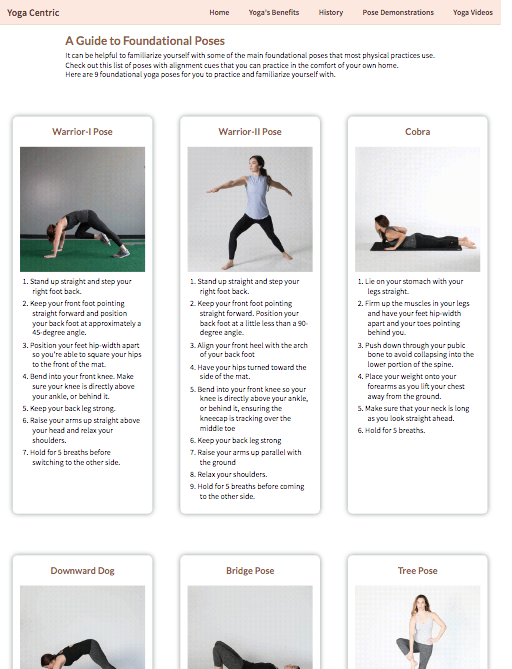 Yoga Centric
Home Yoga's Benefits History Pose Demonstrations Yoga Videos
A Guide to Foundational Poses
It can be helpful to familiarize yourself with some of the main foundational poses that most physical practices use.
Check out this list of poses with alignment cues that you can practice in the comfort of your own home.
Here are 9 foundational yoga poses for you to practice and familiarize yourself with.
Warrior-I Pose
1. Stand up straight and step your
right foot back.
2. Keep your front foot pointing
straight forward and position
your back foot at approximately a
45-degree angle.
3. Position your feet hip-width apart
so you're able to square your hips
to the front of the mat.
4. Bend into your front knee. Make
sure your knee is directly above
your ankle, or behind it.
5. Keep your back leg strong.
6. Raise your arms up straight above
your head and relax your
shoulders.
7. Hold for 5 breaths before
switching to the other side.
Warrior-II Pose
1. Stand up straight and step your
right foot back.
2. Keep your front foot pointing
straight forward. Position your
back foot at a little less than a 90-
degree angle.
3. Align your front heel with the arch
of your back foot
4. Have your hips turned toward the
side of the mat.
5. Bend into your front knee so your
knee is directly above your ankle,
or behind it, ensuring the
kneecap is tracking over the
middle toe
6. Keep your back leg strong
7. Raise your arms up parallel with
the ground
8. Relax your shoulders.
9. Hold for 5 breaths before coming
to the other side.
Cobra
1. Lie on your stomach with your
legs straight.
2. Firm up the muscles in your legs
and have your feet hip-width
apart and your toes pointing
behind you.
3. Push down through your pubic
bone to avoid collapsing into the
lower portion of the spine.
4. Place your weight onto your
forearms as you lift your chest
away from the ground.
5. Make sure that your neck is long
as you look straight ahead.
6. Hold for 5 breaths.
Downward Dog
Bridge Pose
Tree Pose